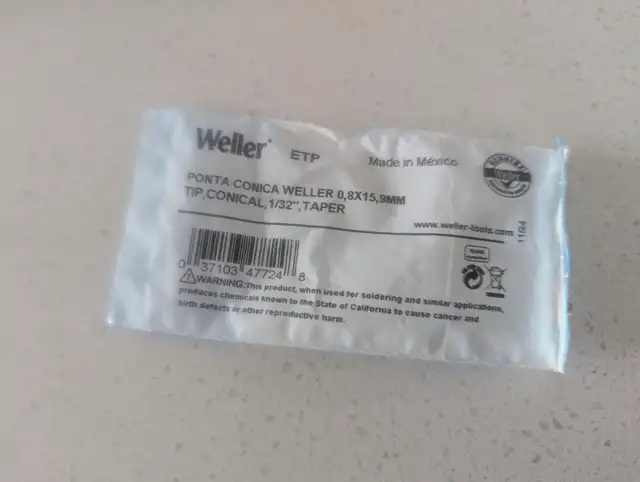 Weller®
ETP
Made in México
PONTA CONICA WELLER 0,8X15,9MM
TIP,CONICAL,1/32",TAPER
www.weller-tools.com
11/24
0 37103 47724 8
WARNING:This product, when used for soldering and similar applications,
produces chemicals known to the State of California to cause cancer and
birth defects or other reproductive harm.